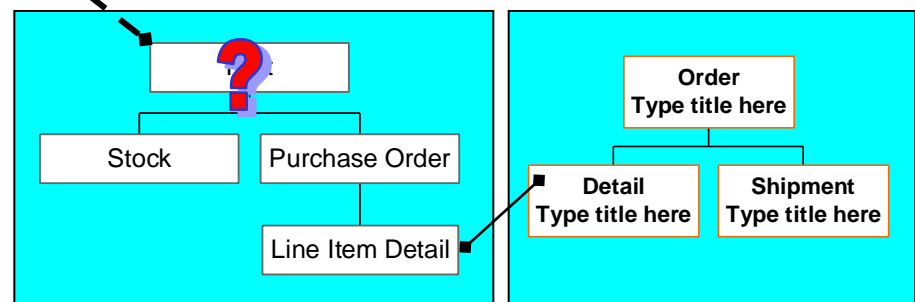 ?
Stock
Purchase Order
Line Item Detail
Order
Type title here
Detail
Type title here
Shipment
Type title here